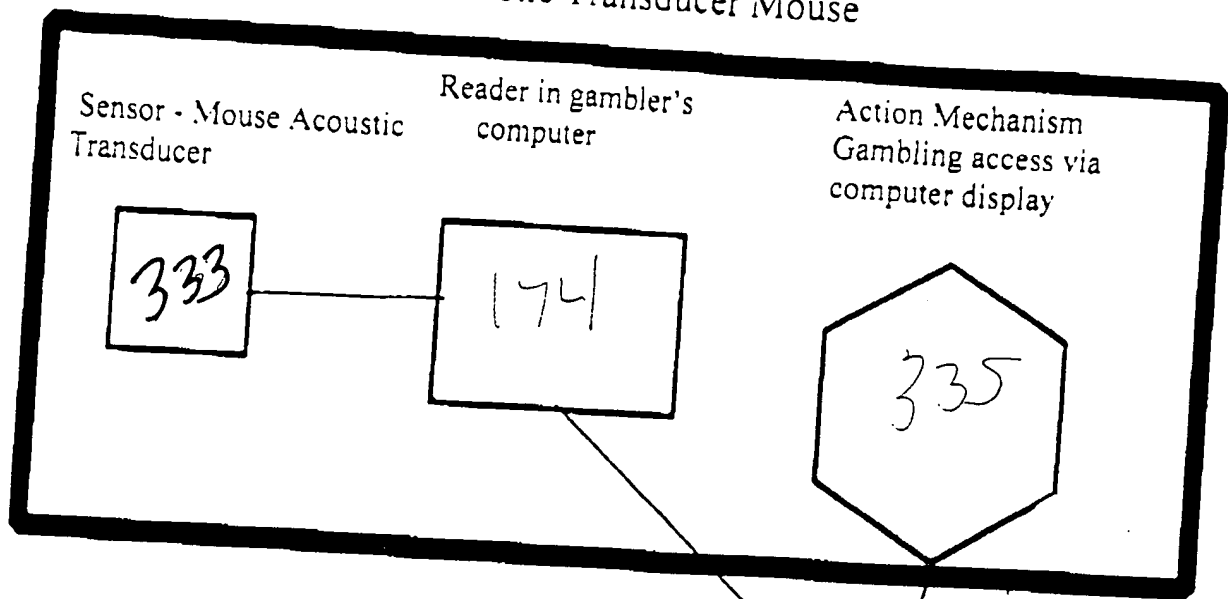 Transducer Mouse
Sensor - Mouse Acoustic
Transducer
Reader in gambler's
computer
Action Mechanism
Gambling access via
computer display
333
174
335